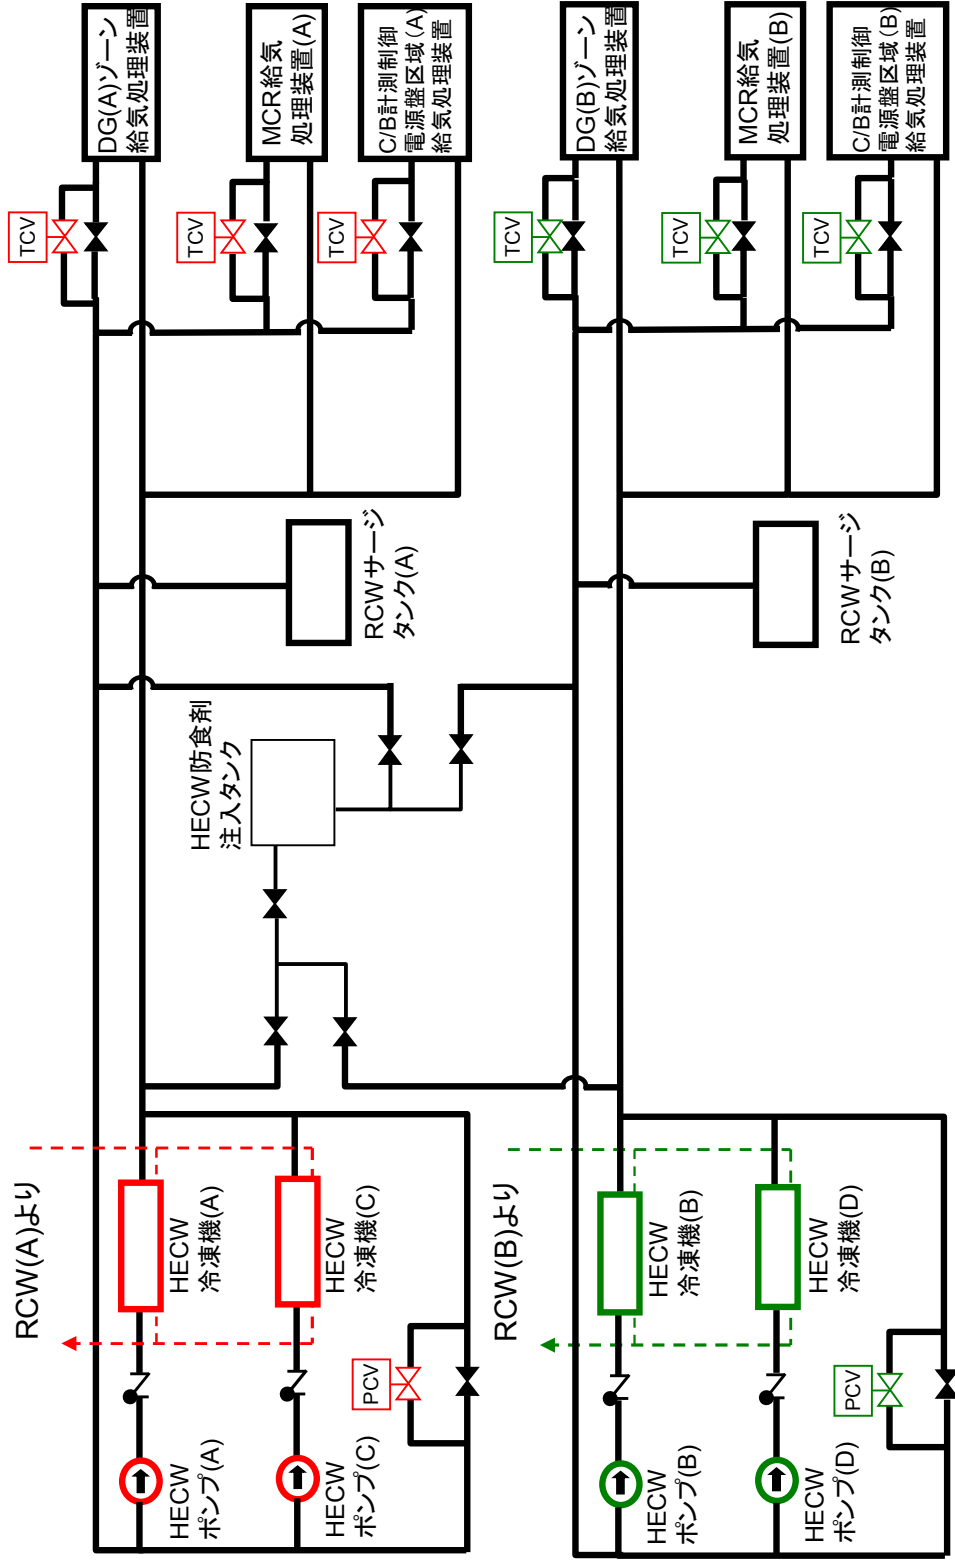 RCW(A)より
HECW
ポンプ(A)
HECW
冷凍機(A)
HECW
ポンプ(C)
HECW
冷凍機(C)
PCV
HECW防食剤
注入タンク
RCWサージ
タンク(A)
TCV
DG(A)ゾーン
給気処理装置
TCV
MCR給気
処理装置(A)
TCV
C/B計測制御
電源盤区域(A)
給気処理装置
RCW(B)より
HECW
ポンプ(B)
HECW
冷凍機(B)
HECW
ポンプ(D)
HECW
冷凍機(D)
PCV
RCWサージ
タンク(B)
TCV
DG(B)ゾーン
給気処理装置
TCV
MCR給気
処理装置(B)
TCV
C/B計測制御
電源盤区域(B)
給気処理装置